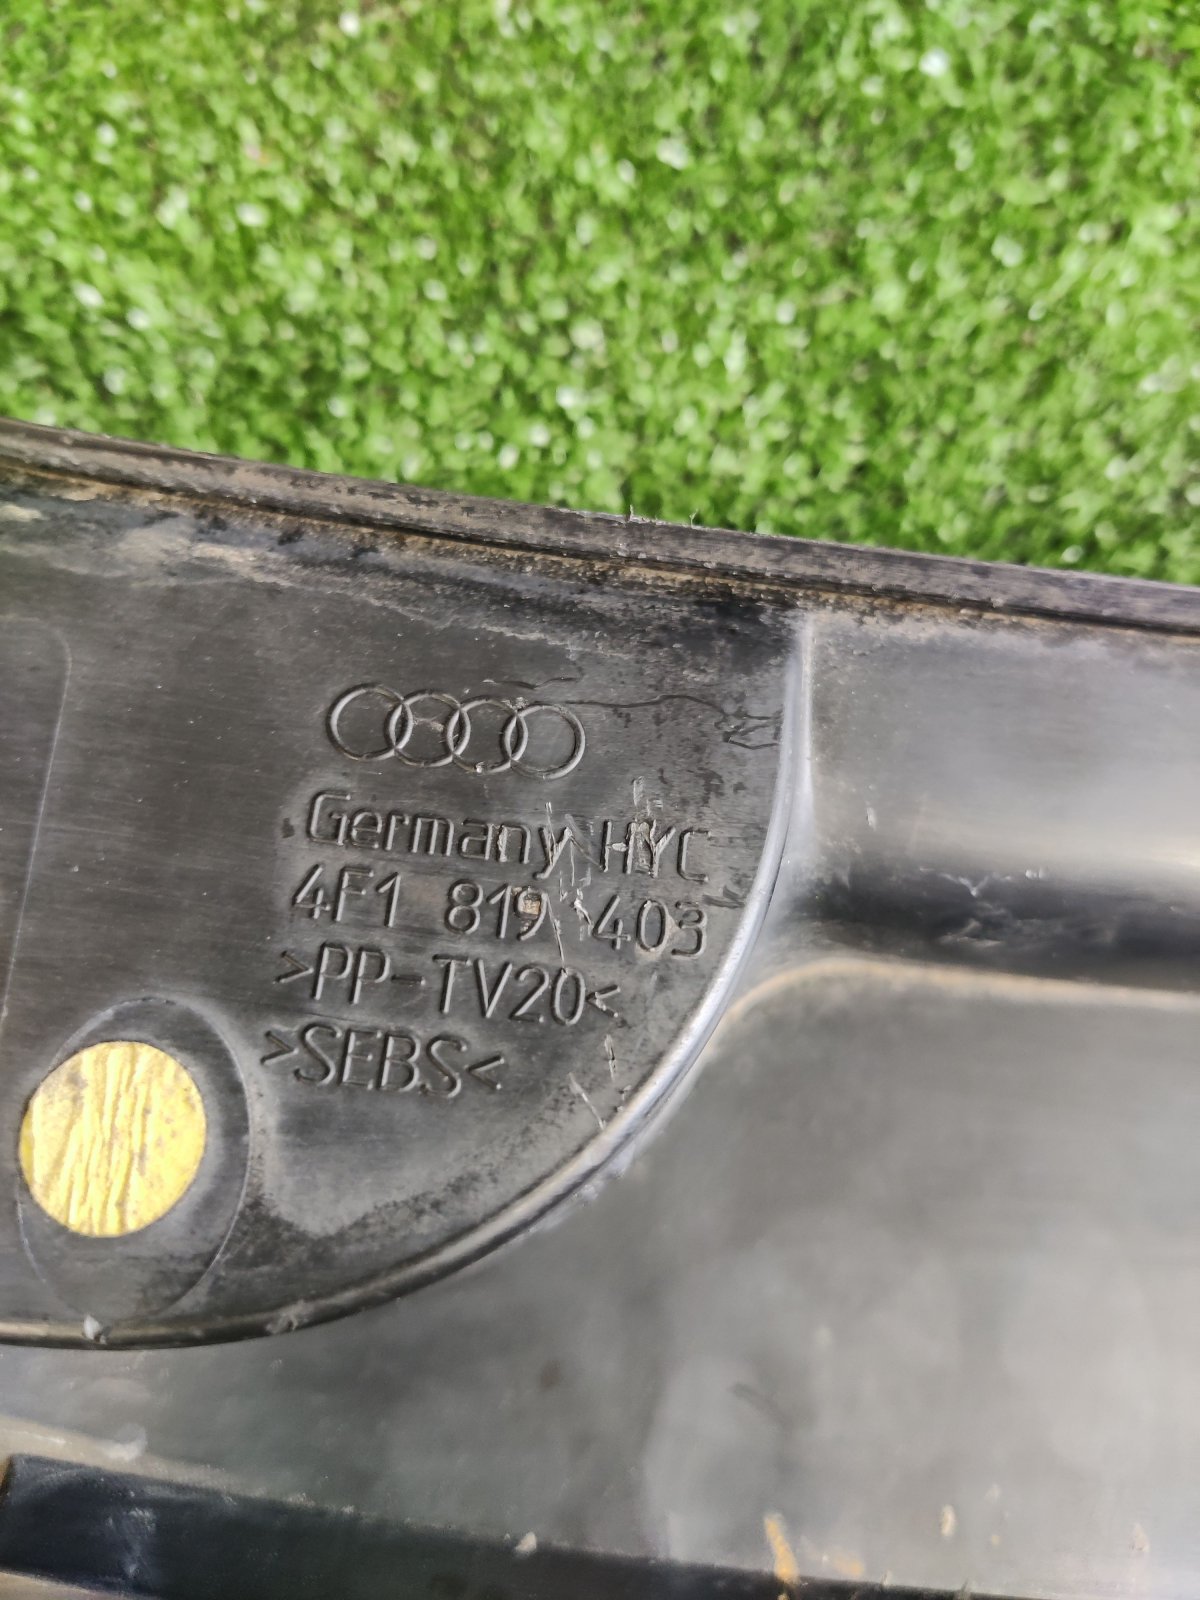 Germany HYC
4F1 819 403
>PP-TV20<
>SEBS<